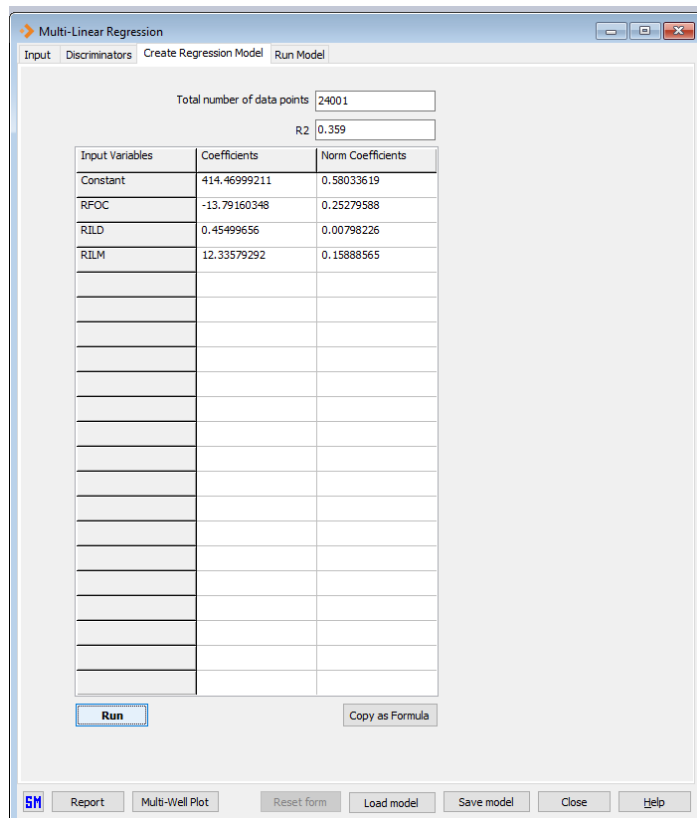 Multi-Linear Regression
Input Discriminators Create Regression Model Run Model
Total number of data points 24001
R2 0.359
Input Variables Coefficients Norm Coefficients
Constant 414.46999211 0.58033619
RFOC -13.79160348 0.25279588
RILD 0.45499656 0.00798226
RILM 12.33579292 0.15888565
Run Copy as Formula
SM Report Multi-Well Plot Reset form Load model Save model Close Help